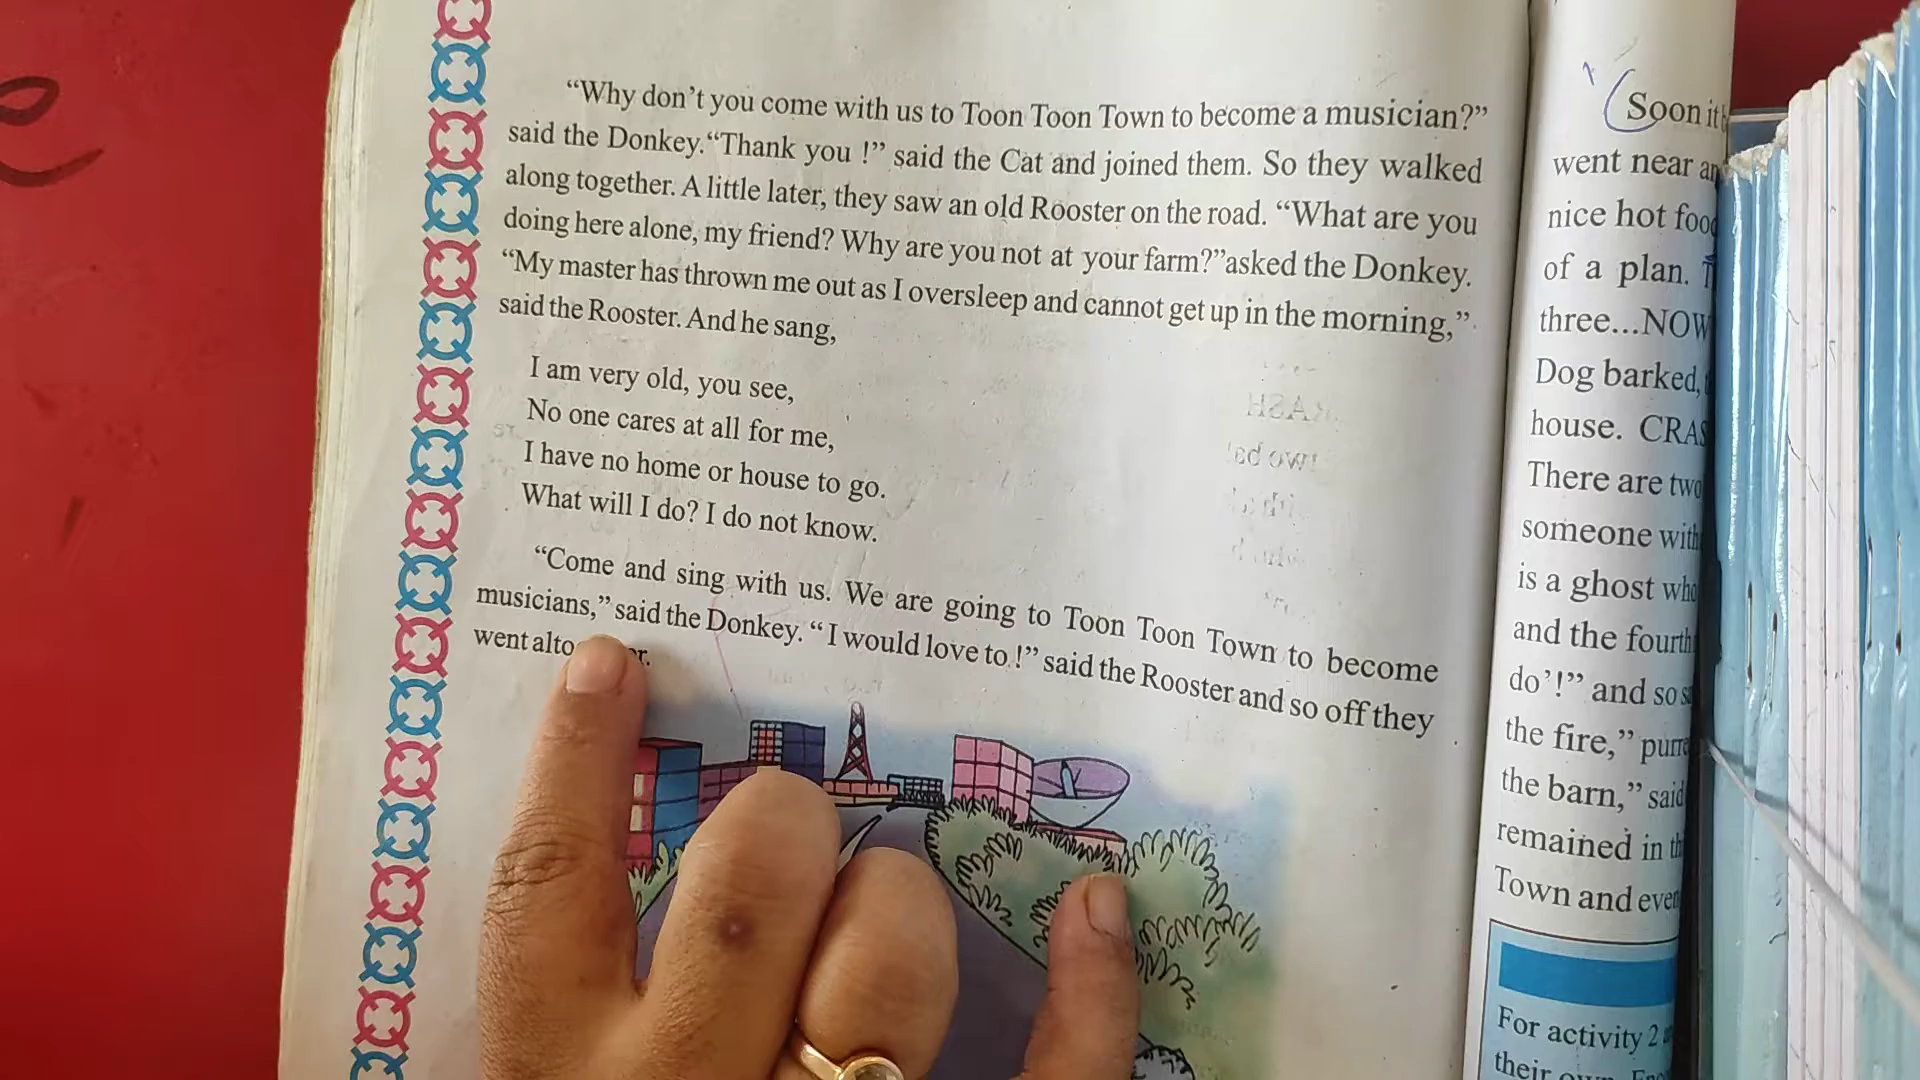 “Why don’t you come with us to Toon Toon Town to become a musician?”
said the Donkey.“Thank you !” said the Cat and joined them. So they walked
along together. A little later, they saw an old Rooster on the road. “What are you
doing here alone, my friend? Why are you not at your farm?”asked the Donkey.
“My master has thrown me out as I oversleep and cannot get up in the morning,”
said the Rooster. And he sang,
I am very old, you see,
No one cares at all for me,
I have no home or house to go.
What will I do? I do not know.
“Come and sing with us. We are going to Toon Toon Town to become
musicians,” said the Donkey. “I would love to !” said the Rooster and so off they
went
Soon it
went near
nice hot
of a plan.
three...NOW
Dog barked,
house.
There are two
someone with
is a ghost
and the fourth
do’!” and so
the fire,”
the barn,” said
remained in
Town and
For activity 2
their